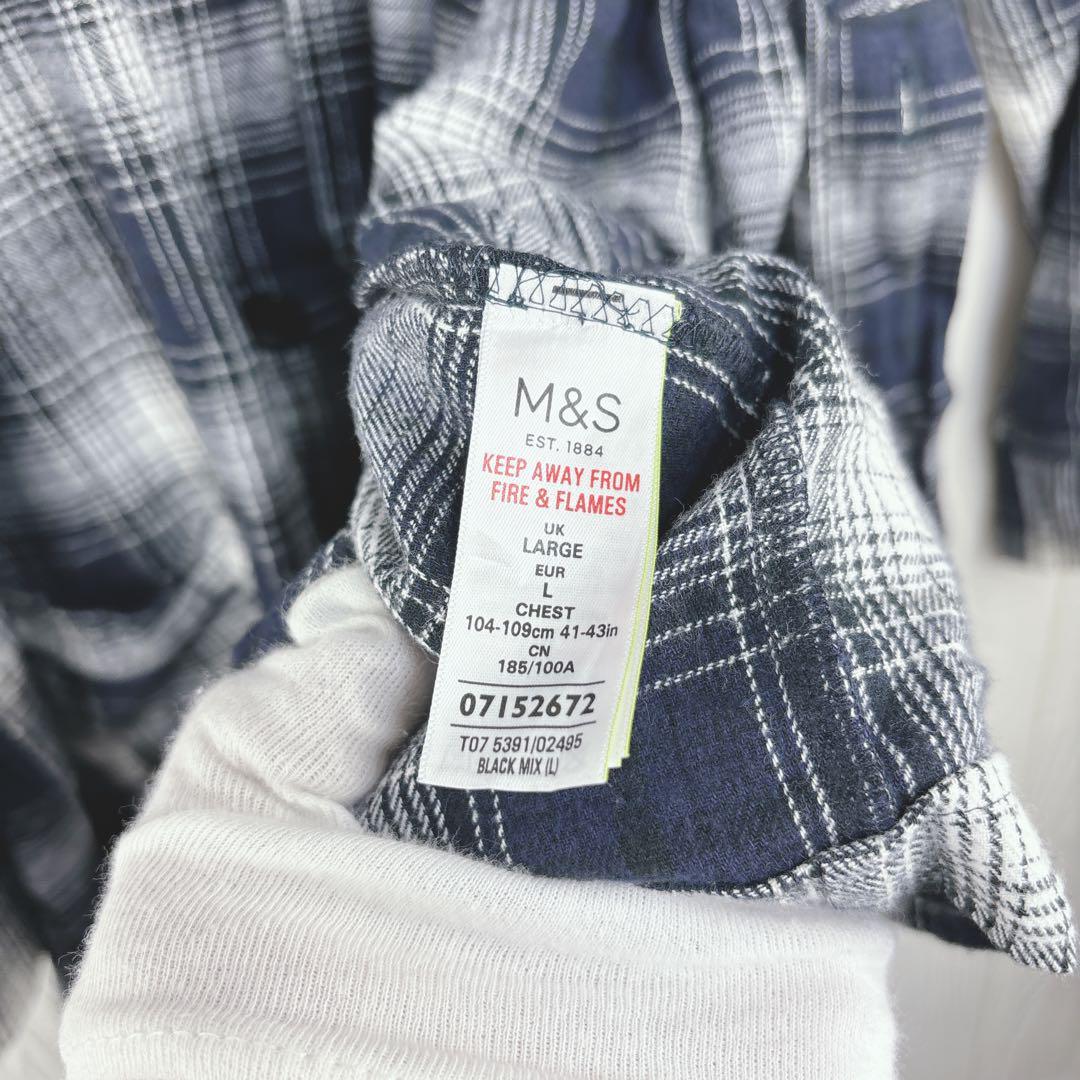 M&S
EST. 1884
KEEP AWAY FROM
FIRE & FLAMES
UK
LARGE
EUR
L
CHEST
104-109cm 41-43in
CN
185/100A
07152672
T07 5391/02495
BLACK MIX (L)